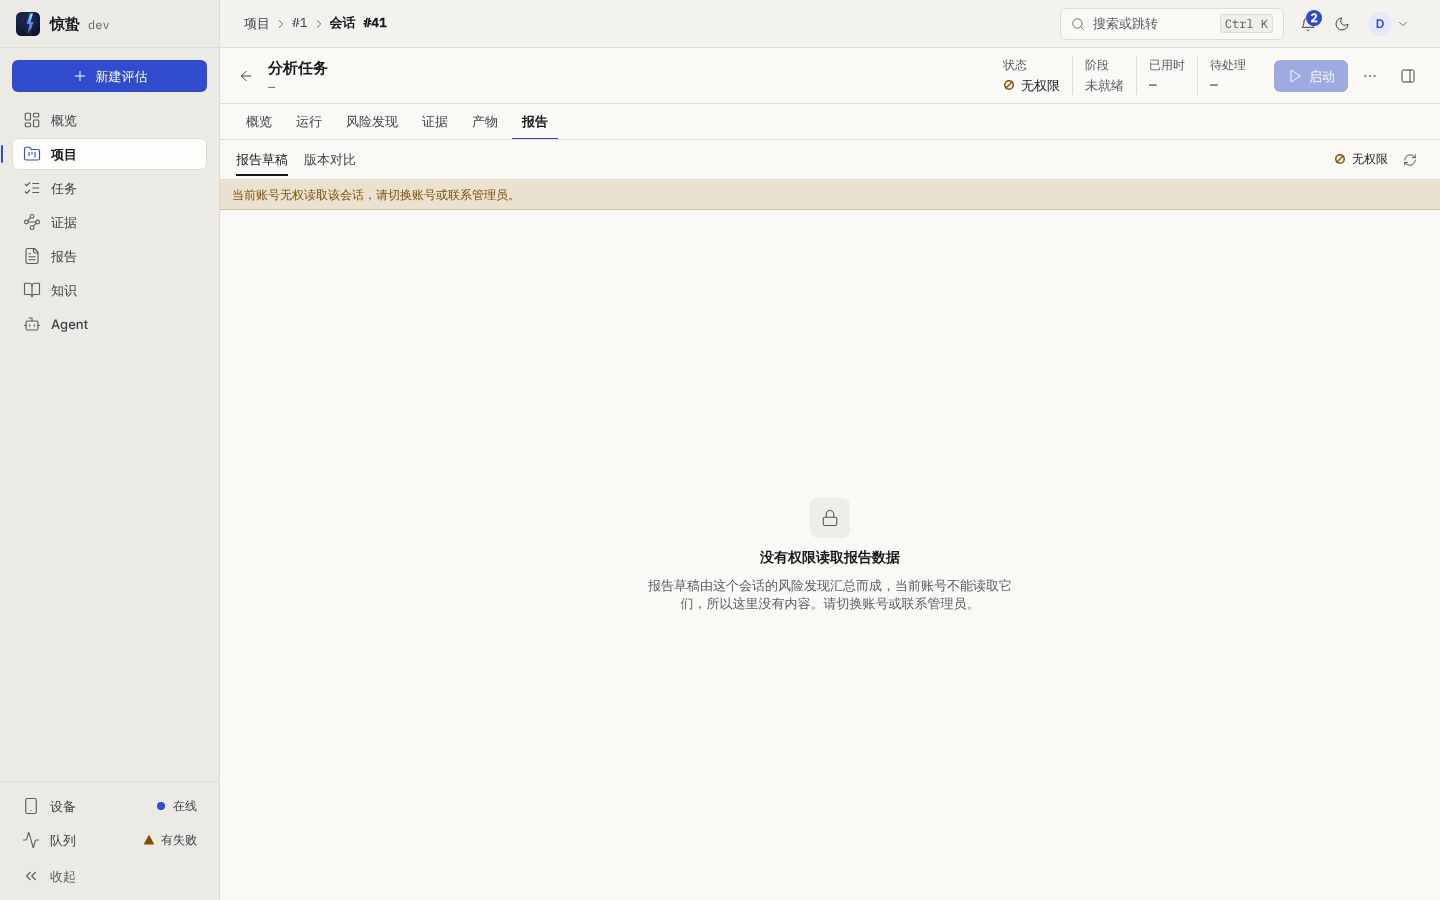 惊蛰 dev
项目 > #1 > 会话 #41
搜索或跳转 Ctrl K
2
D
新建评估
概览
项目
任务
证据
报告
知识
Agent
设备 在线
队列 有失败
收起
分析任务
—
状态
无权限
阶段
未就绪
已用时
—
待处理
—
启动
概览 运行 风险发现 证据 产物 报告
报告草稿 版本对比
无权限
当前账号无权读取该会话，请切换账号或联系管理员。
没有权限读取报告数据
报告草稿由这个会话的风险发现汇总而成，当前账号不能读取它
们，所以这里没有内容。请切换账号或联系管理员。